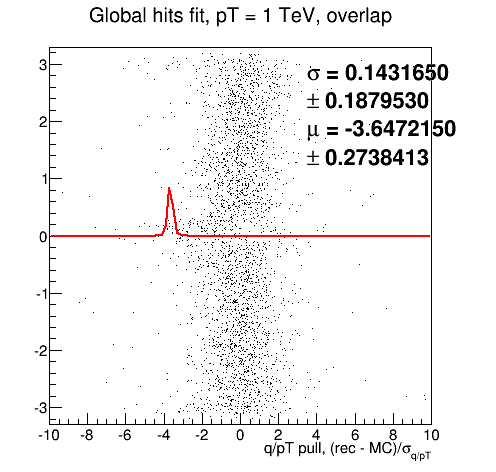 Global hits fit, pT = 1 TeV, overlap
σ = 0.1431650
± 0.1879530
μ = -3.6472150
± 0.2738413
3
2
1
0
-1
-2
-3
-10 -8 -6 -4 -2 0 2 4 6 8 10
q/pT pull, (rec - MC)/σq/pT